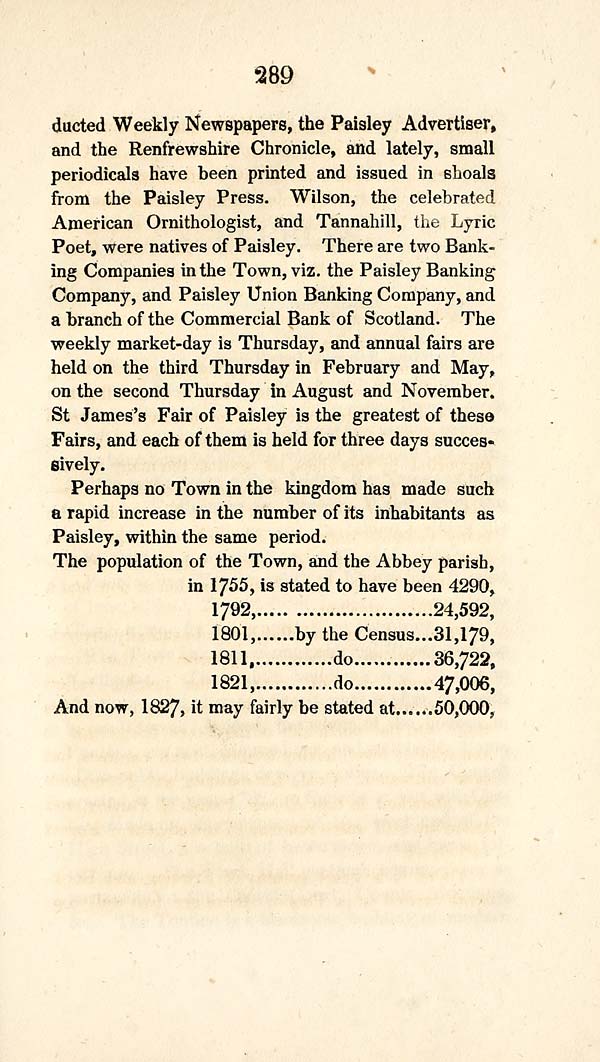 289
ducted Weekly Newspapers, the Paisley Advertiser,
and the Renfrewshire Chronicle, and lately, small
periodicals have been printed and issued in shoals
from the Paisley Press. Wilson, the celebrated
American Ornithologist, and Tannahill, the Lyric
Poet, were natives of Paisley. There are two Bank-
ing Companies in the Town, viz. the Paisley Banking
Company, and Paisley Union Banking Company, and
a branch of the Commercial Bank of Scotland. The
weekly market-day is Thursday, and annual fairs are
held on the third Thursday in February and May,
on the second Thursday in August and November.
St James's Fair of Paisley is the greatest of these
Fairs, and each of them is held for three days succes-
sively.
Perhaps no Town in the kingdom has made such
a rapid increase in the number of its inhabitants as
Paisley, within the same period.
The population of the Town, and the Abbey parish,
in 1755, is stated to have been 4290,
1792,..... ......................24,592,
1801,......by the Census...31,179,
1811,............do............36,722,
1821,............do............47,006,
And now, 1827, it may fairly be stated at......50,000,